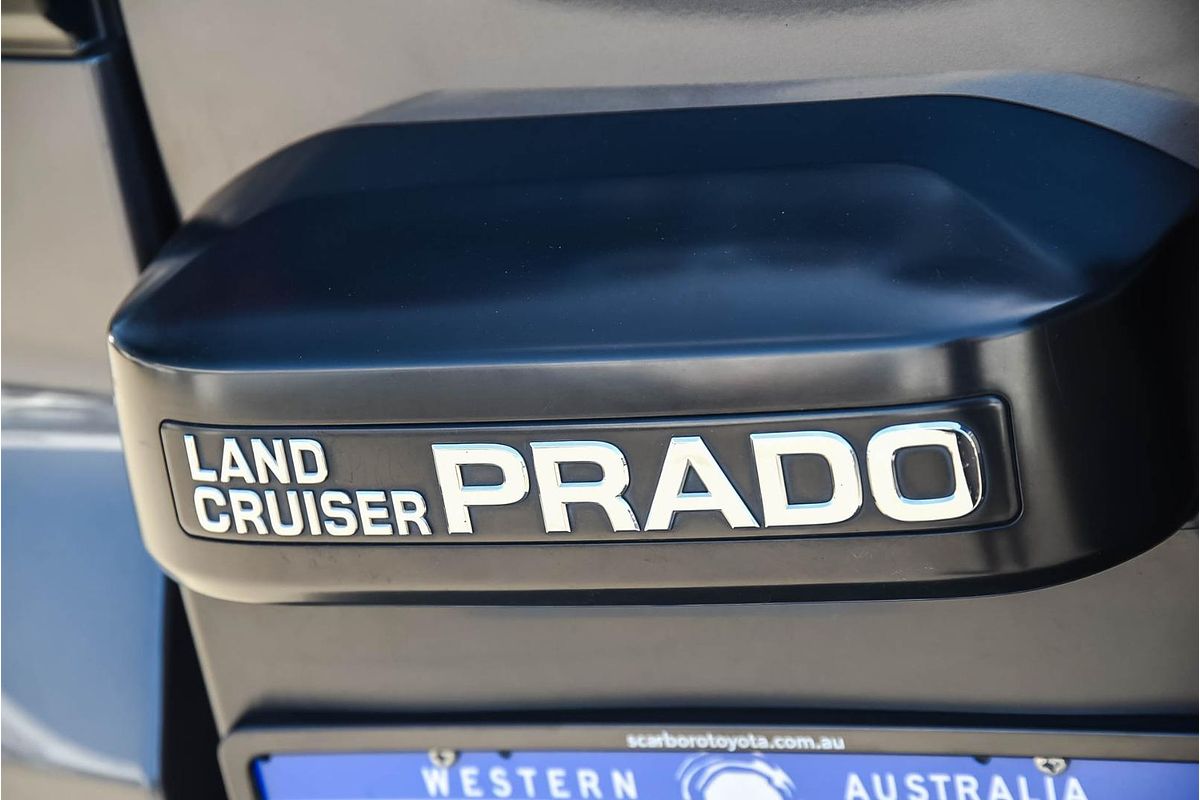 LAND
CRUISER PRADO
scarborotoyota.com.au
WESTERN AUSTRALIA